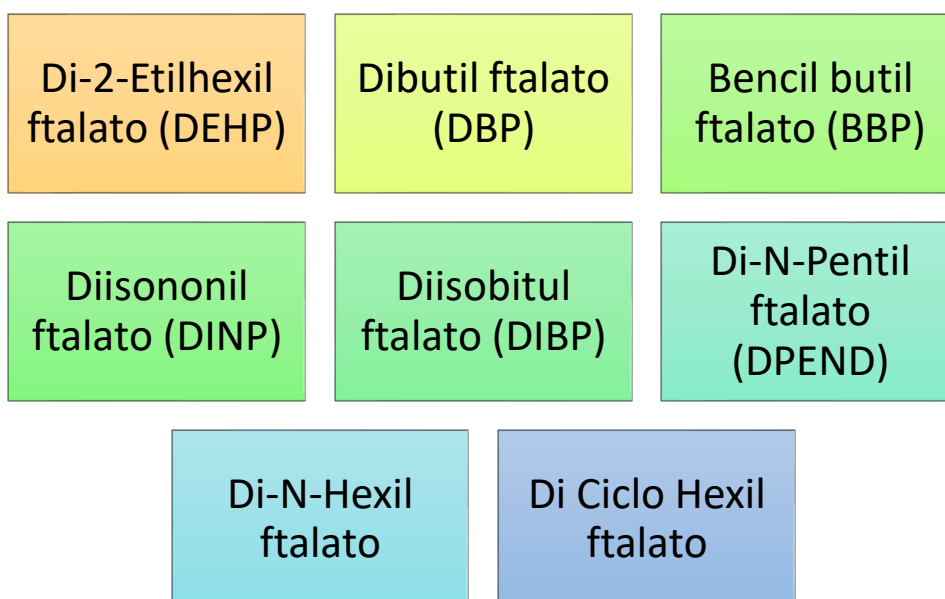 Di-2-Etilhexil
ftalato (DEHP)
Dibutil ftalato
(DBP)
Bencil butil
ftalato (BBP)
Diisononil
ftalato (DINP)
Diisobitul
ftalato (DIBP)
Di-N-Pentil
ftalato
(DPEND)
Di-N-Hexil
ftalato
Di Ciclo Hexil
ftalato